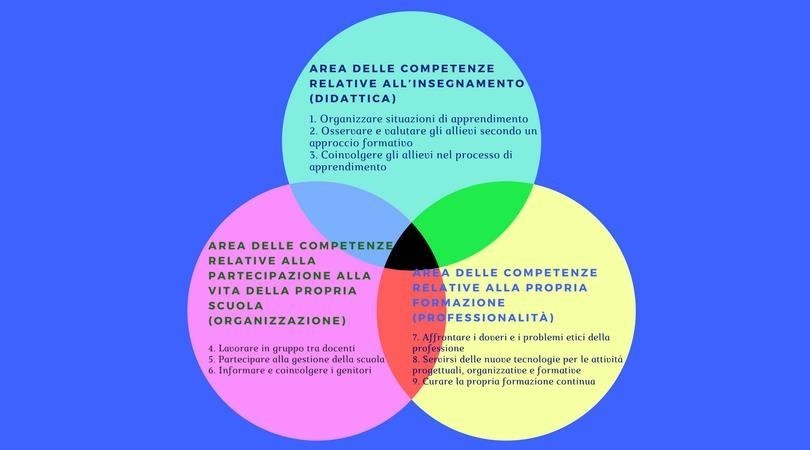 AREA DELLE COMPETENZE
RELATIVE ALL'INSEGNAMENTO
(DIDATTICA)
1. Organizzare situazioni di apprendimento
2. Osservare e valutare gli allievi secondo un
approccio formativo
3. Coinvolgere gli allievi nel processo di
apprendimento
AREA DELLE COMPETENZE
RELATIVE ALLA
PARTECIPAZIONE ALLA
VITA DELLA PROPRIA
SCUOLA
(ORGANIZZAZIONE)
4. Lavorare in gruppo tra docenti
5. Partecipare alla gestione della scuola
6. Informare e coinvolgere i genitori
AREA DELLE COMPETENZE
RELATIVE ALLA PROPRIA
FORMAZIONE
(PROFESSIONALITÀ)
7. Affrontare i doveri e i problemi etici della
professione
8. Servirsi delle nuove tecnologie per le attività
progettuali, organizzative e formative
9. Curare la propria formazione continua